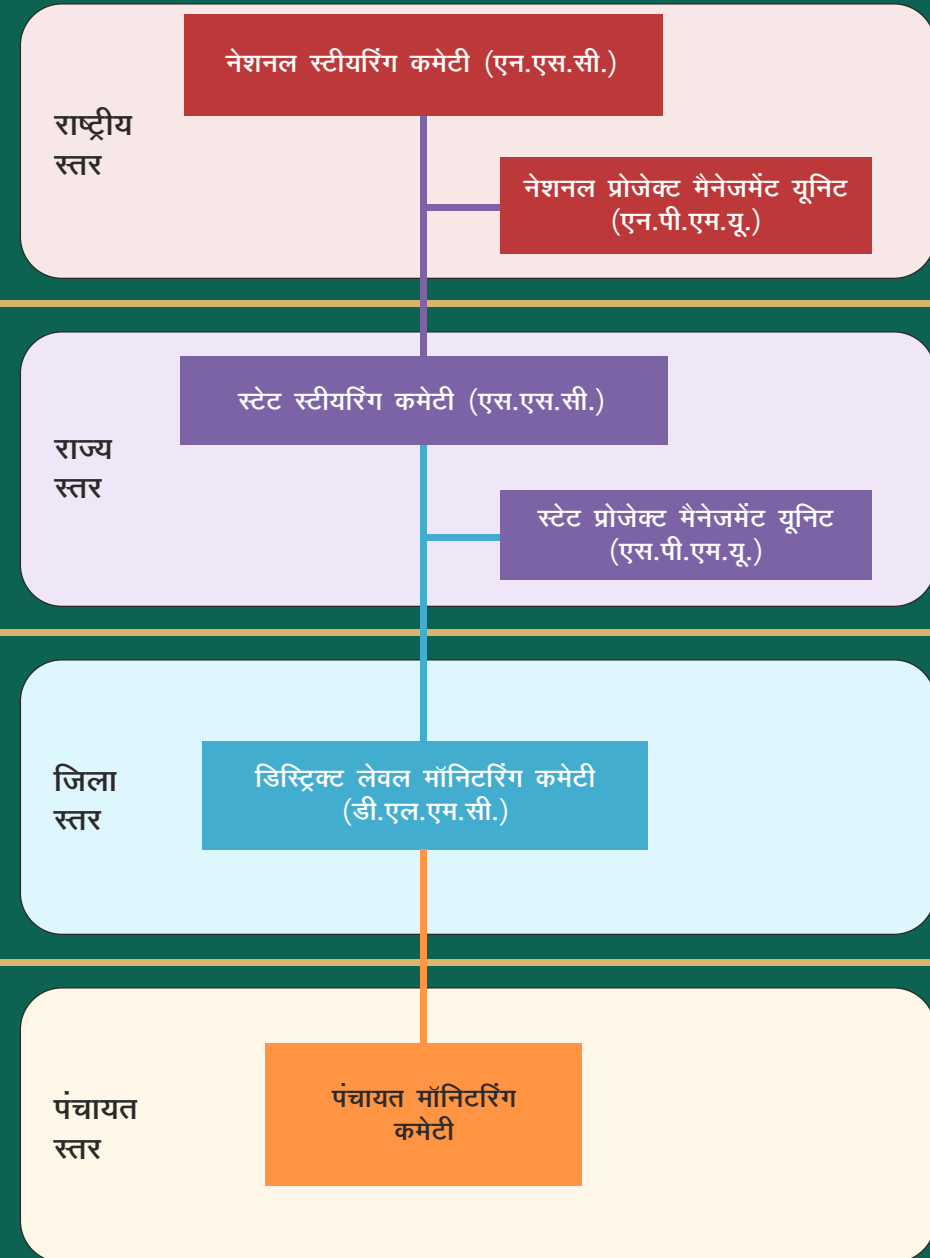 राष्ट्रीय
स्तर
नेशनल स्टीयरिंग कमेटी (एन.एस.सी.)
नेशनल प्रोजेक्ट मैनेजमेंट यूनिट
(एन.पी.एम.यू.)
राज्य
स्तर
स्टेट स्टीयरिंग कमेटी (एस.एस.सी.)
स्टेट प्रोजेक्ट मैनेजमेंट यूनिट
(एस.पी.एम.यू.)
जिला
स्तर
डिस्ट्रिक्ट लेवल मॉनिटरिंग कमेटी
(डी.एल.एम.सी.)
पंचायत
स्तर
पंचायत मॉनिटरिंग
कमेटी